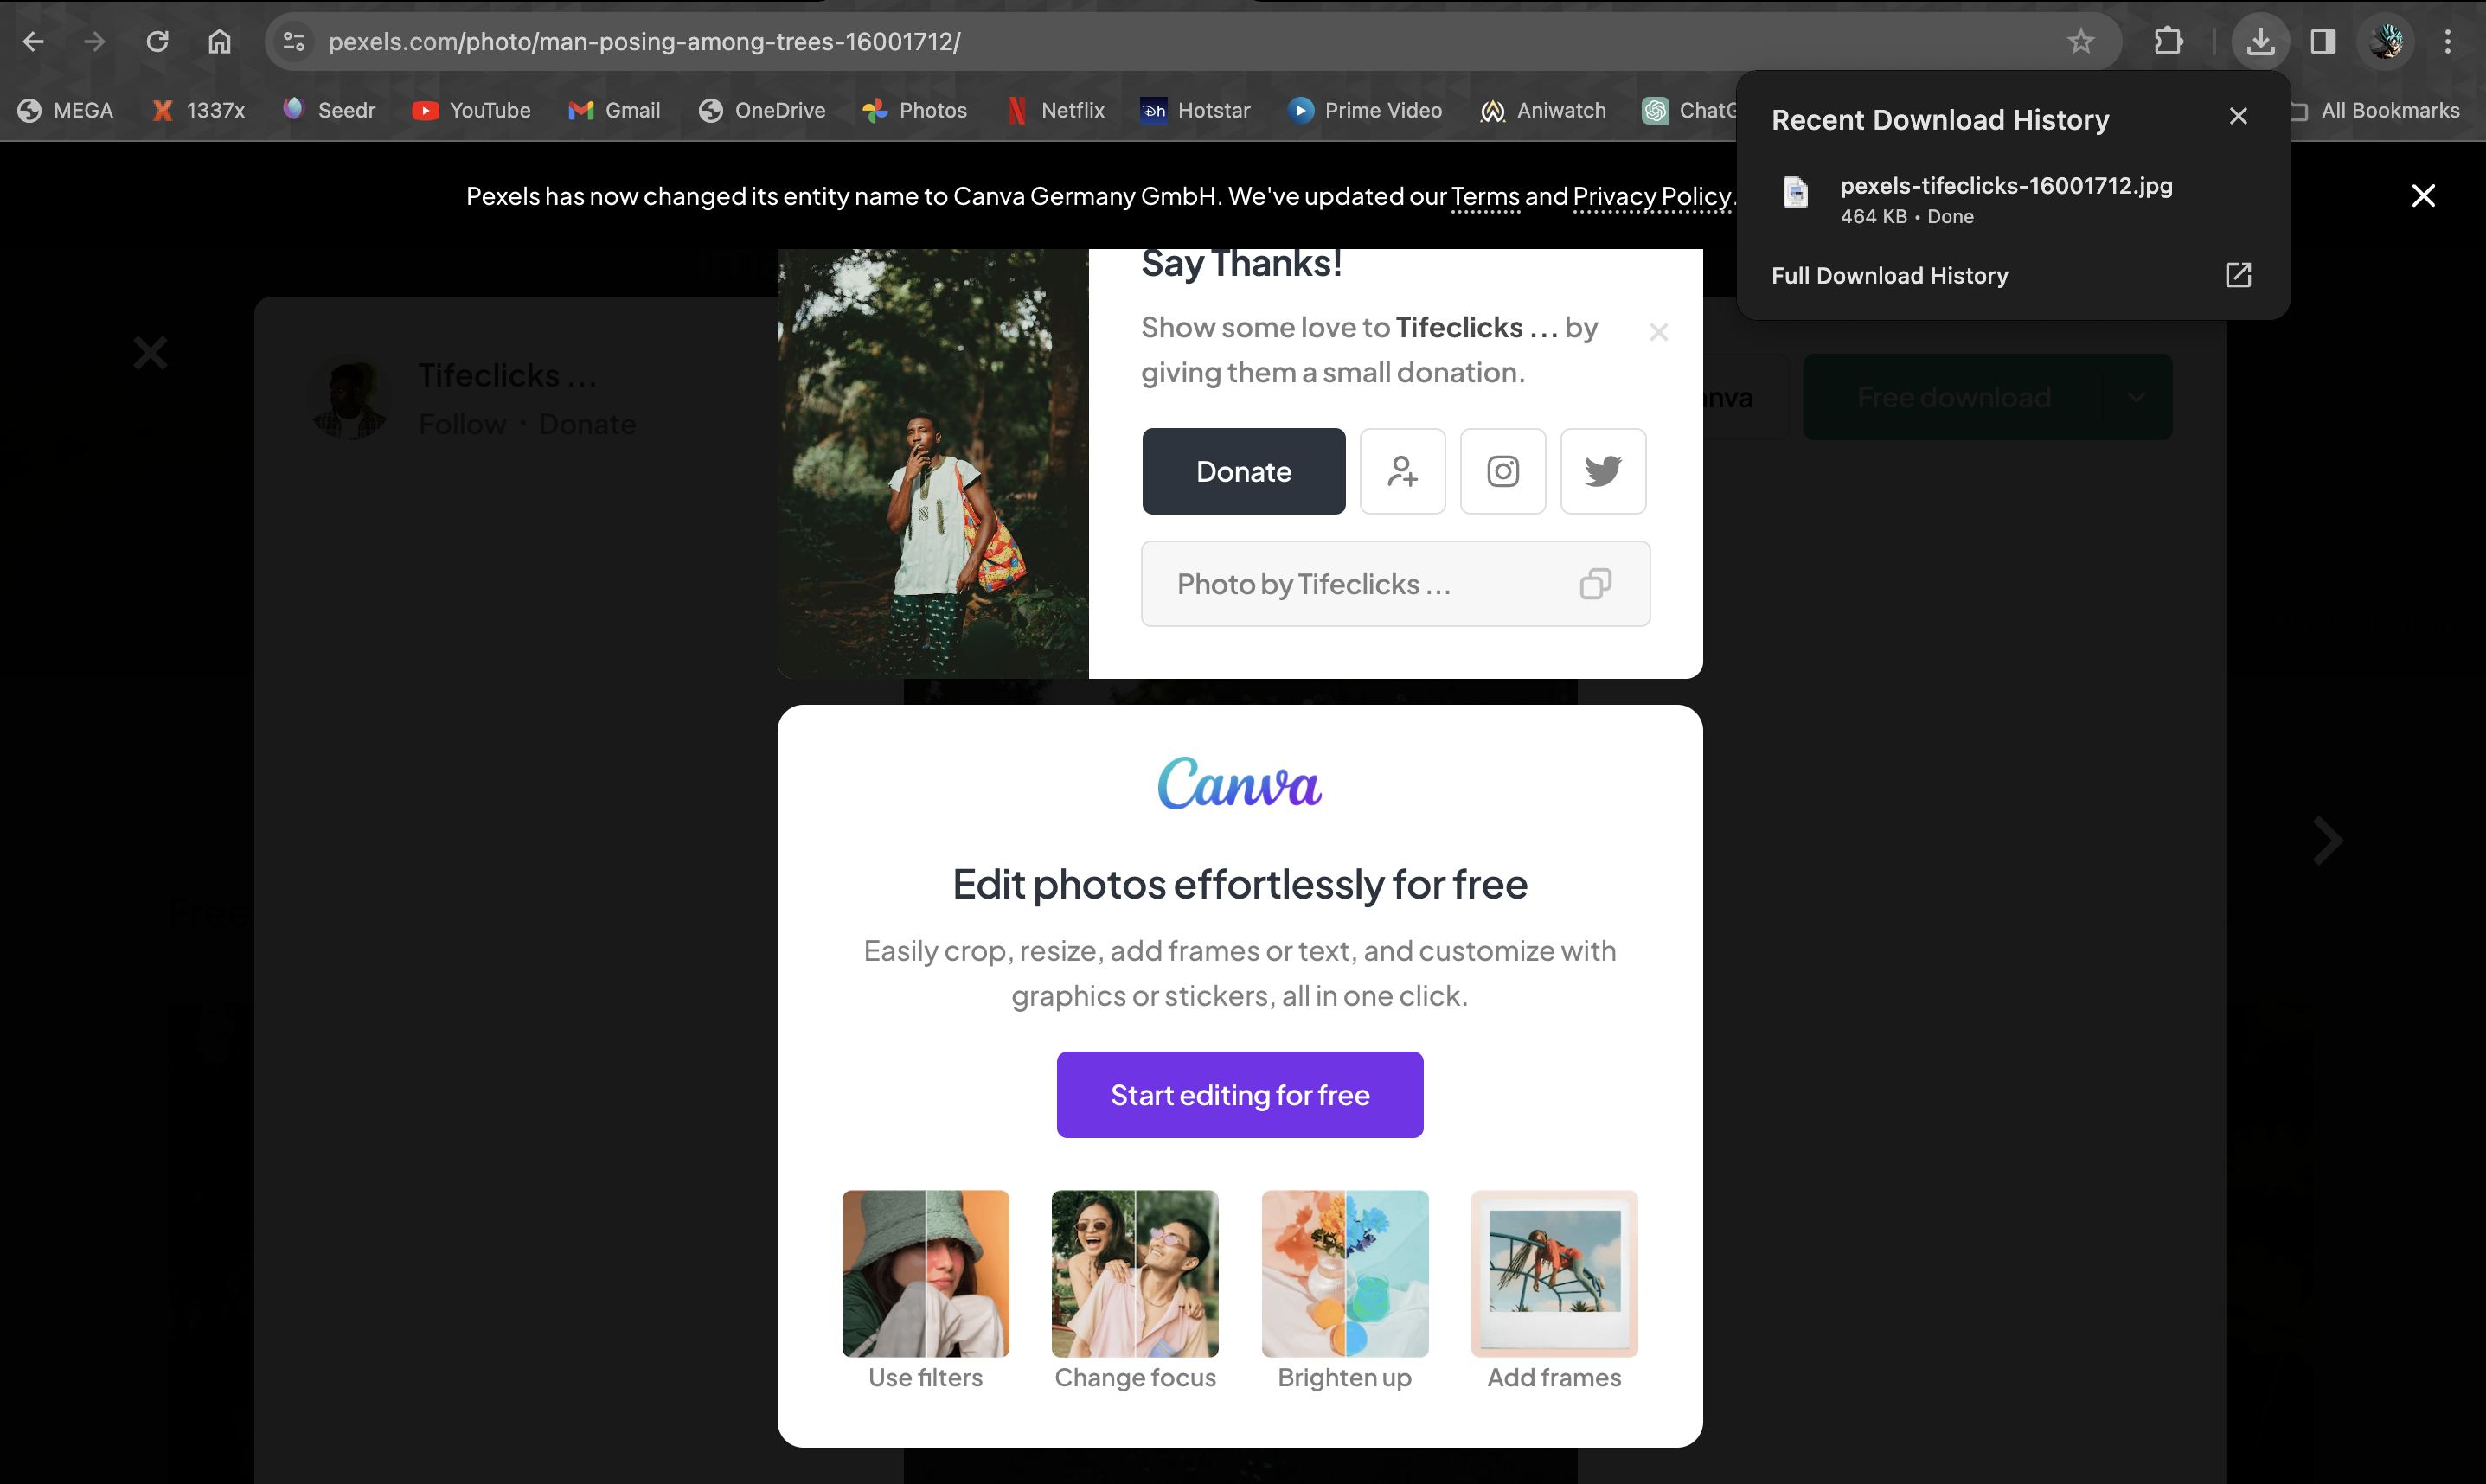 pexels.com/photo/man-posing-among-trees-16001712/
MEGA
1337x
Seedr
YouTube
Gmail
OneDrive
Photos
Netflix
Hotstar
Prime Video
Aniwatch
ChatG
All Bookmarks
Recent Download History
pexels-tifeclicks-16001712.jpg
464 KB • Done
Full Download History
Pexels has now changed its entity name to Canva Germany GmbH. We've updated our Terms and Privacy Policy.
Tifeclicks ...
Follow • Donate
Say Thanks!
Show some love to Tifeclicks ... by
giving them a small donation.
Donate
Photo by Tifeclicks ...
anva
Free download
Free
Canva
Edit photos effortlessly for free
Easily crop, resize, add frames or text, and customize with
graphics or stickers, all in one click.
Start editing for free
Use filters
Change focus
Brighten up
Add frames